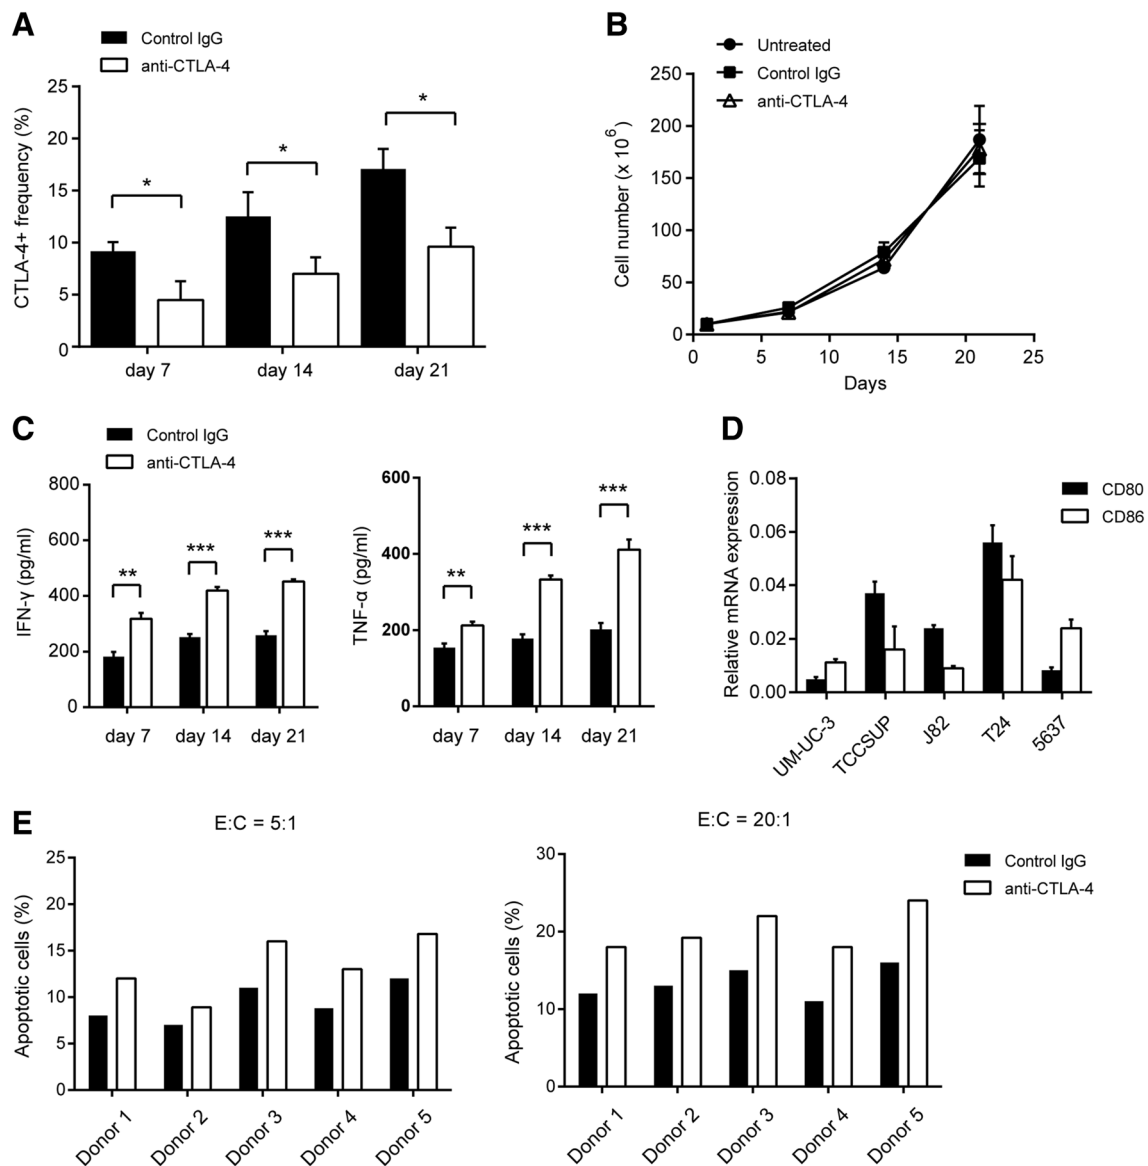 A
Control IgG
anti-CTLA-4
CTLA-4+ frequency (%)
25
20
15
10
5
0
*
*
*
day 7
day 14
day 21
B
Untreated
Control IgG
anti-CTLA-4
Cell number (x 10^6)
250
200
150
100
50
0
0
5
10
15
20
25
Days
C
Control IgG
anti-CTLA-4
IFN-γ (pg/ml)
800
600
400
200
0
**
***
***
day 7
day 14
day 21
TNF-α (pg/ml)
600
400
200
0
**
***
***
day 7
day 14
day 21
D
Relative mRNA expression
0.08
0.06
0.04
0.02
0.00
CD80
CD86
UM-UC-3
TCCSUP
J82
T24
5637
E
E:C = 5:1
Apoptotic cells (%)
25
20
15
10
5
0
Donor 1
Donor 2
Donor 3
Donor 4
Donor 5
E:C = 20:1
Apoptotic cells (%)
30
20
10
0
Control IgG
anti-CTLA-4
Donor 1
Donor 2
Donor 3
Donor 4
Donor 5